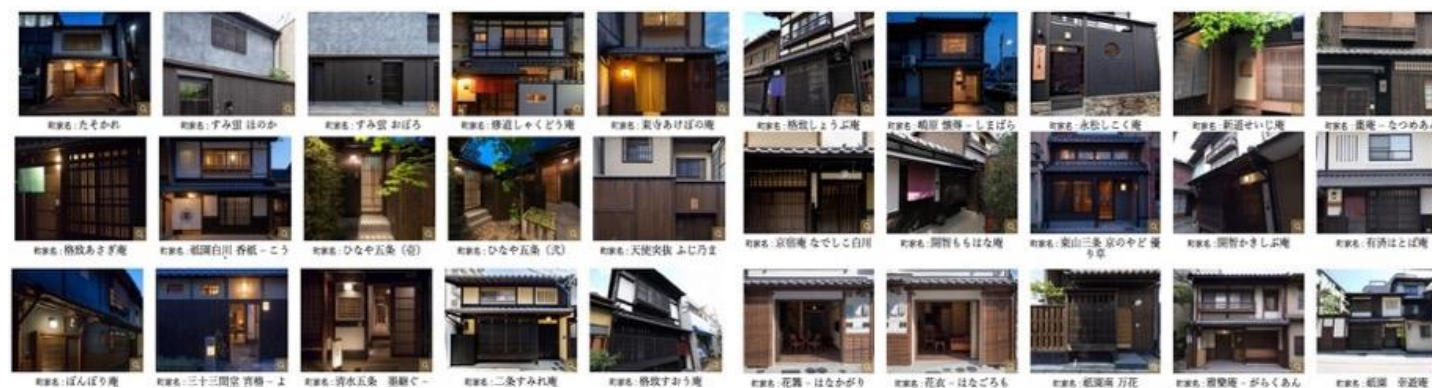 町家名 : たそかれ
町家名 : すみ蛍 ほのか
町家名 : すみ蛍 おぼろ
町家名 : 修道しゃくどう庵
町家名 : 東寺あけぼの庵
町家名 : 格致しょうぶ庵
町家名 : 嶋原 懐傳 – しまばら
町家名 : 永松しこく庵
町家名 : 新道せいじ庵
町家名 : 棗庵 – なつめあん
町家名 : 格致あさぎ庵
町家名 : 祇園白川 香紙 – こう
町家名 : ひなや五条（壱）
町家名 : ひなや五条（弐）
町家名 : 天使突抜 ふじ乃ま
町家名 : 京宿庵 なでしこ白川
町家名 : 開智ももはな庵
町家名 : 東山三条 京のやど 優
り草
町家名 : 開智かきしぶ庵
町家名 : 有済はとば庵
町家名 : ぼんぼり庵
町家名 : 三十三間堂 宵格 – よ
町家名 : 清水五条 墨継ぐ –
町家名 : 二条すみれ庵
町家名 : 格致すおう庵
町家名 : 花篝 – はなかがり
町家名 : 花衣 – はなごろも
町家名 : 祇園南 万花
町家名 : 雅樂庵 – がらくあん
町家名 : 祇園